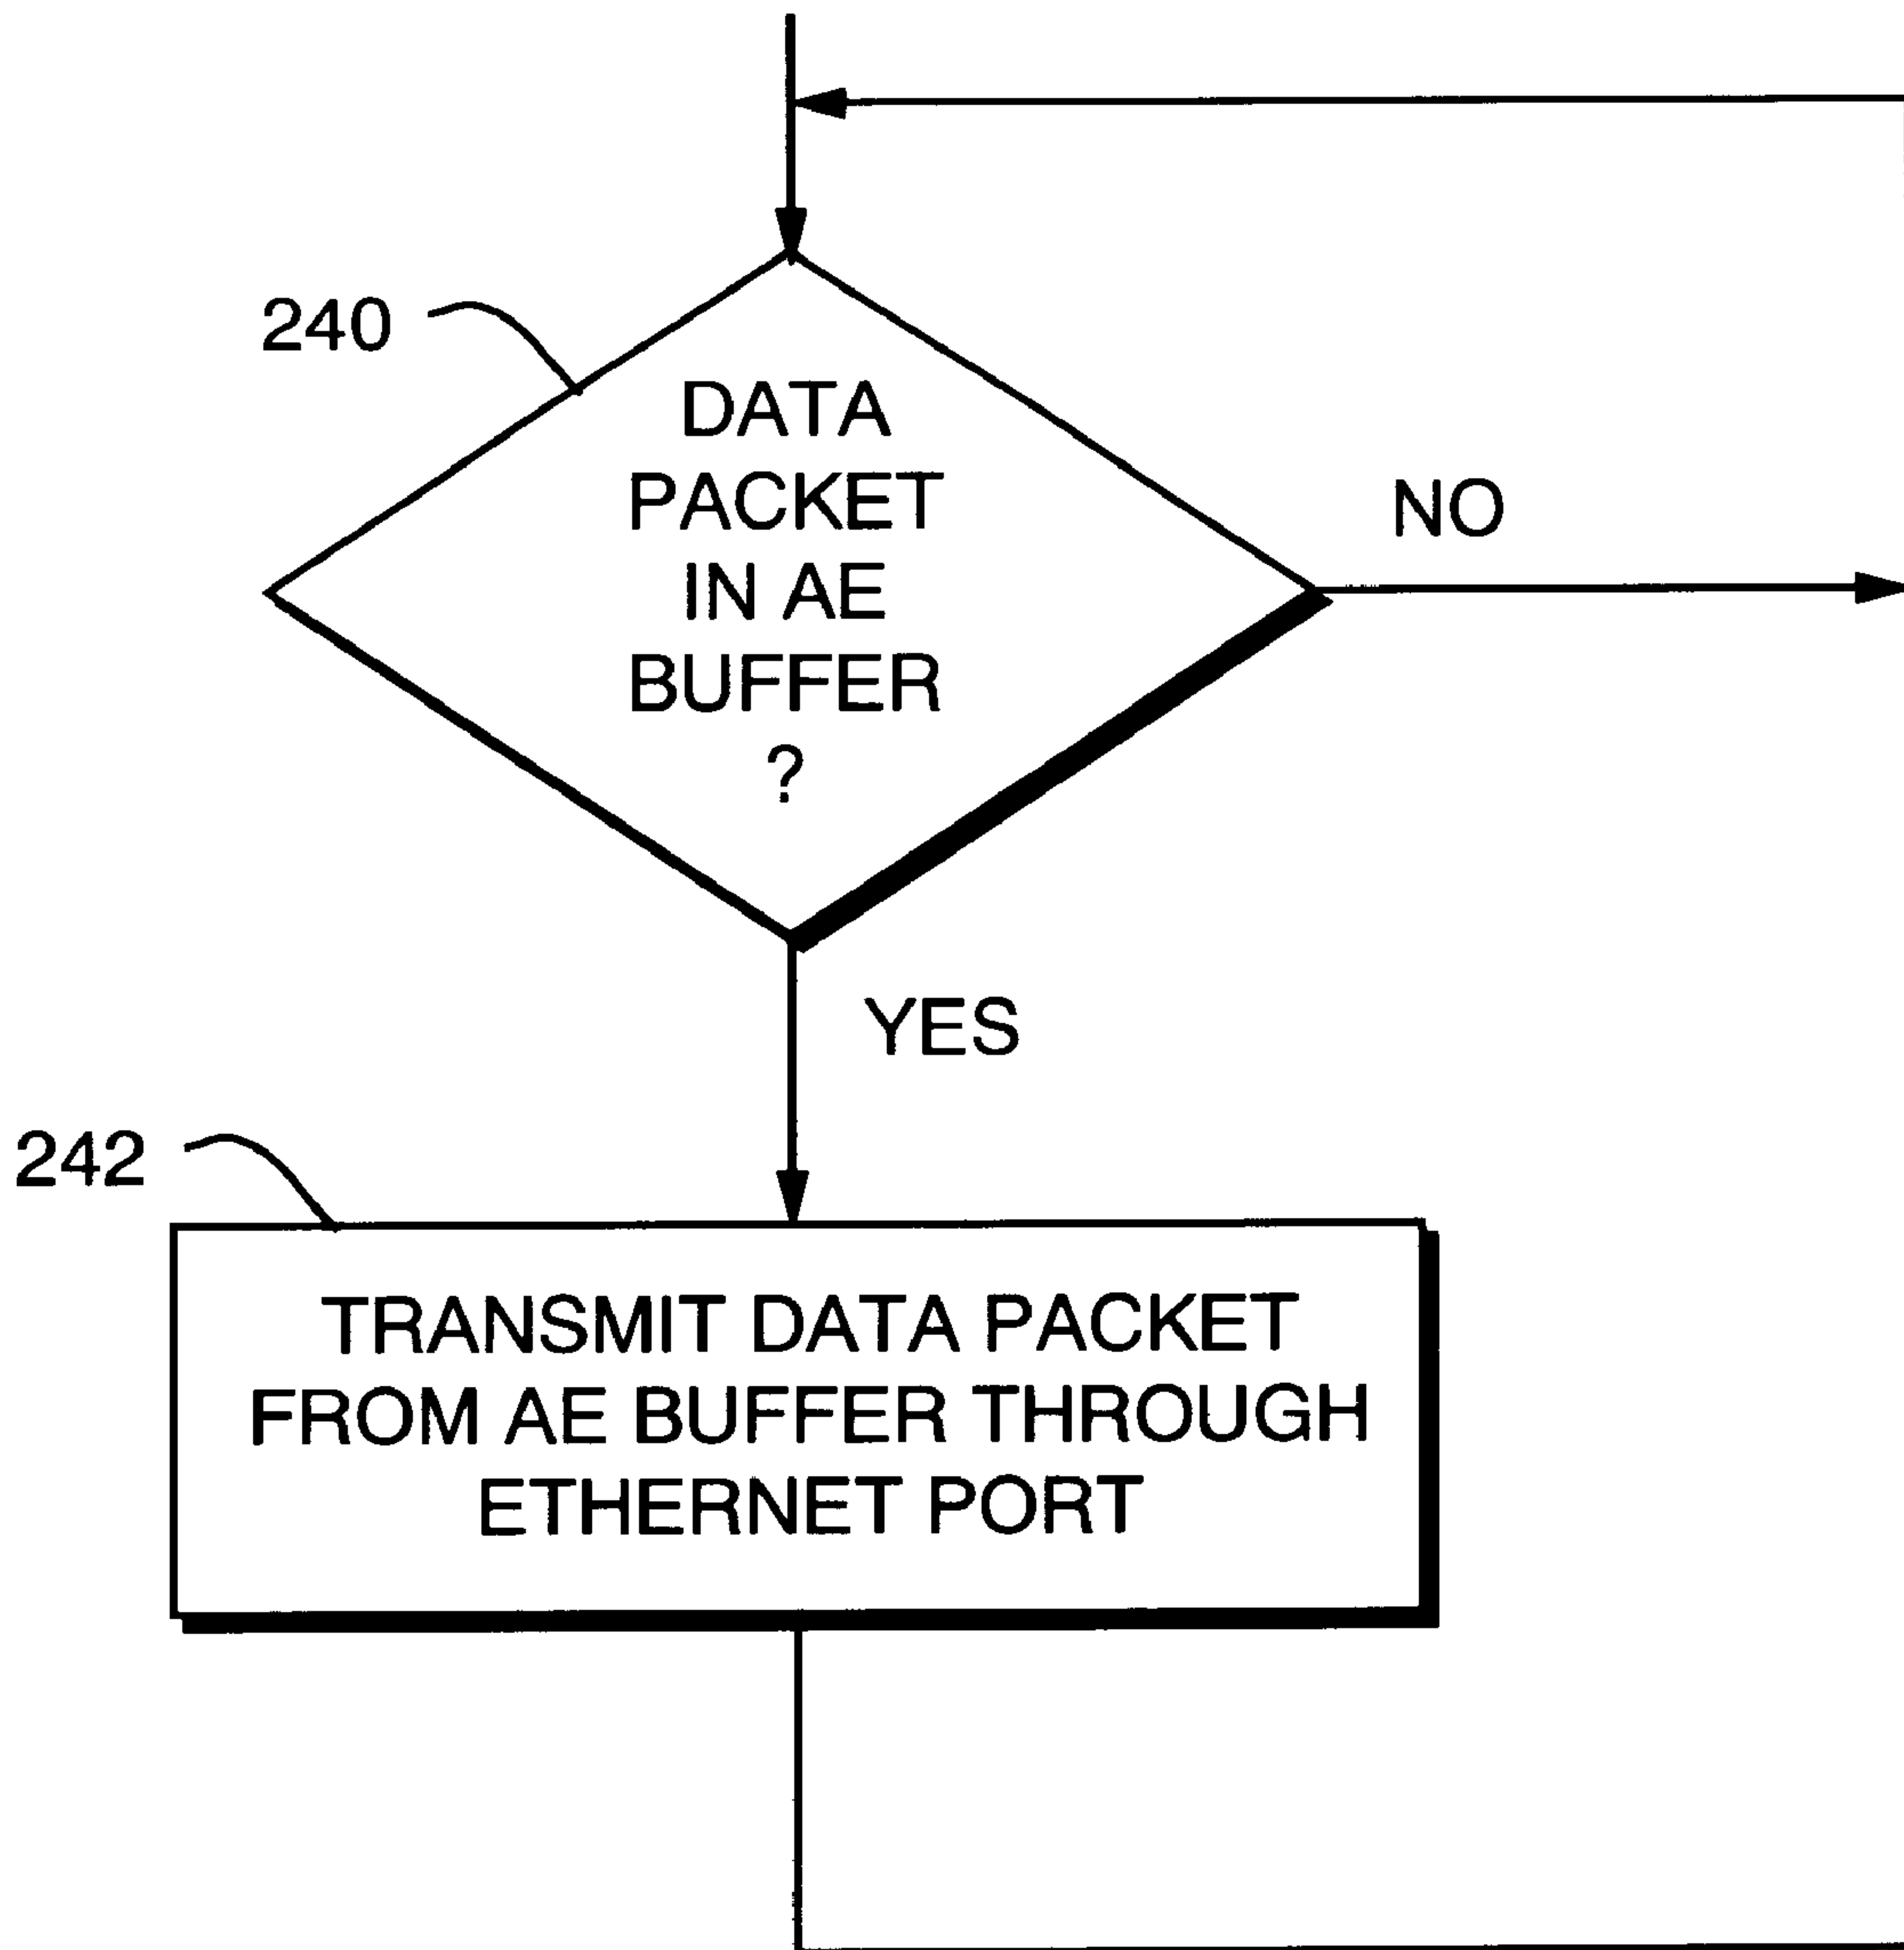 240
DATA
PACKET
IN AE
BUFFER
?
NO
YES
242
TRANSMIT DATA PACKET
FROM AE BUFFER THROUGH
ETHERNET PORT